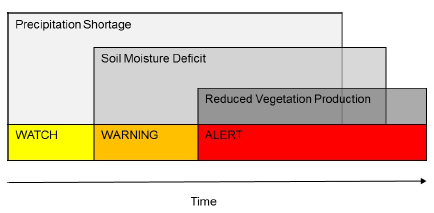 Precipitation Shortage
Soil Moisture Deficit
Reduced Vegetation Production
WATCH WARNING ALERT
Time